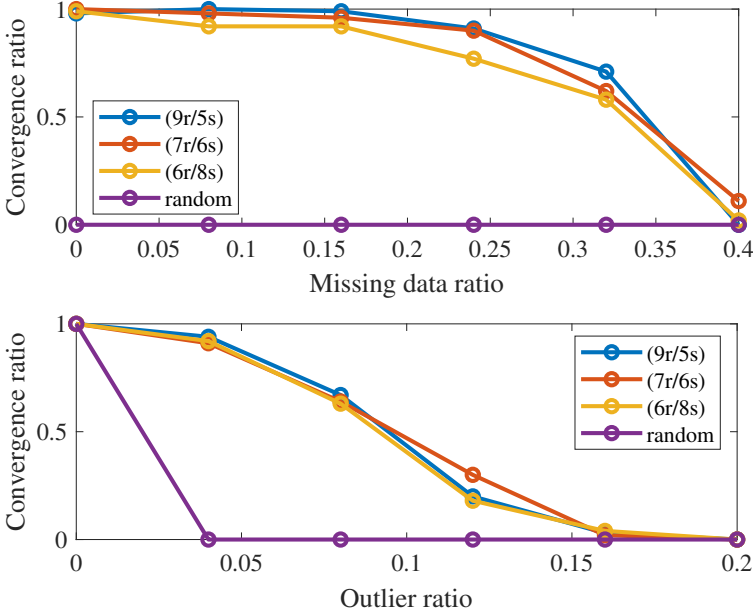 Convergence ratio
1
0.5
0
(9r/5s)
(7r/6s)
(6r/8s)
random
0 0.05 0.1 0.15 0.2 0.25 0.3 0.35 0.4
Missing data ratio
Convergence ratio
1
0.5
0
(9r/5s)
(7r/6s)
(6r/8s)
random
0 0.05 0.1 0.15 0.2
Outlier ratio